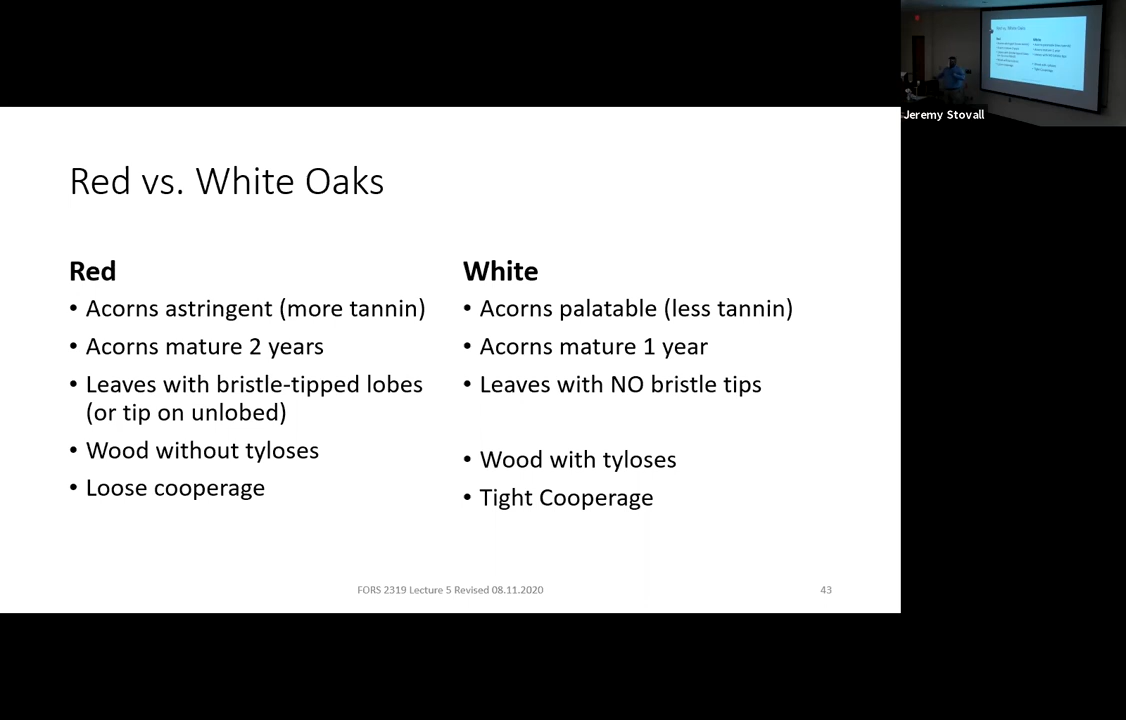 Red vs. White Oaks
Red
• Acorns astringent (more tannin)
• Acorns mature 2 years
• Leaves with bristle-tipped lobes
(or tip on unlobed)
• Wood without tyloses
• Loose cooperage
White
• Acorns palatable (less tannin)
• Acorns mature 1 year
• Leaves with NO bristle tips
• Wood with tyloses
• Tight Cooperage
FORS 2319 Lecture 5 Revised 08.11.2020
43
Jeremy Stovall